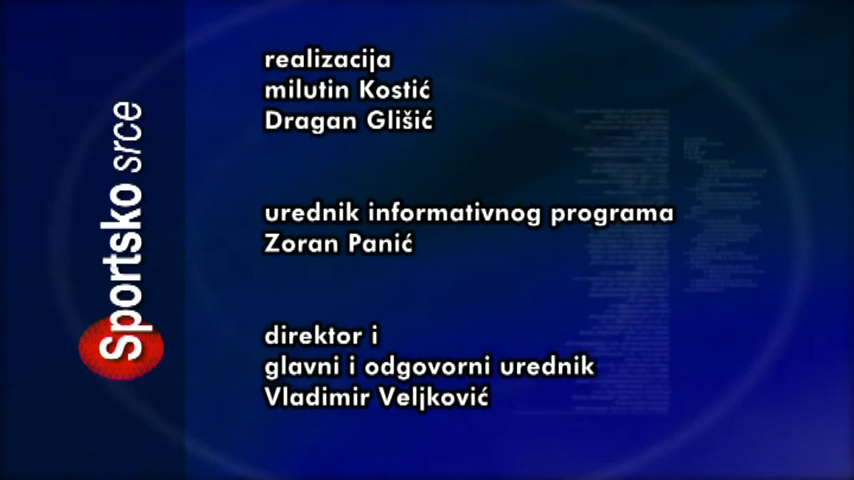 Sportsko srce
realizacija
milutin Kostić
Dragan Glišić
urednik informativnog programa
Zoran Panić
direktor i
glavni i odgovorni urednik
Vladimir Veljković